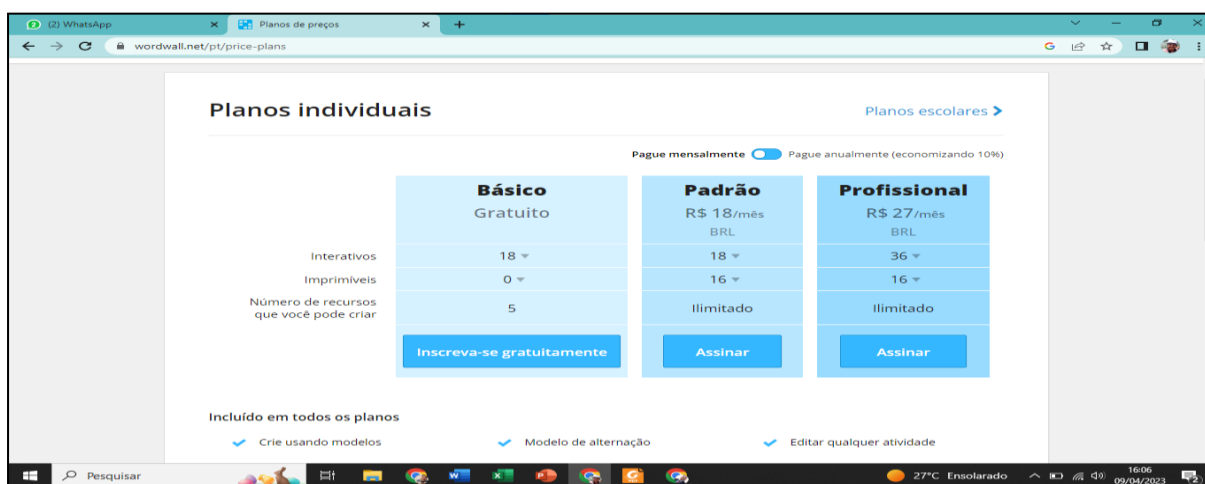 (2) WhatsApp
Planos de preços
wordwall.net/pt/price-plans
Planos individuais
Planos escolares
Pague mensalmente Pague anualmente (economizando 10%)
Básico Padrão Profissional
Gratuito R$ 18/mês R$ 27/mês
BRL BRL
Interativos 18 18 36
Imprimíveis 0 16 16
Número de recursos
que você pode criar 5 Ilimitado Ilimitado
Inscreva-se gratuitamente Assinar Assinar
Incluído em todos os planos
Crie usando modelos Modelo de alternação Editar qualquer atividade
Pesquisar 27°C Ensolarado 16:06
09/04/2023